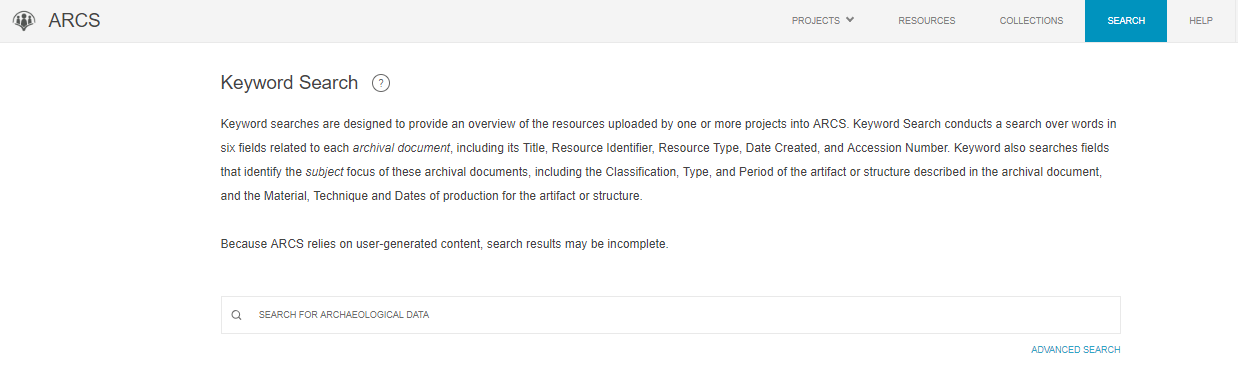 ARCS
PROJECTS
RESOURCES
COLLECTIONS
SEARCH
HELP
Keyword Search ?
Keyword searches are designed to provide an overview of the resources uploaded by one or more projects into ARCS. Keyword Search conducts a search over words in
six fields related to each archival document, including its Title, Resource Identifier, Resource Type, Date Created, and Accession Number. Keyword also searches fields
that identify the subject focus of these archival documents, including the Classification, Type, and Period of the artifact or structure described in the archival document,
and the Material, Technique and Dates of production for the artifact or structure.
Because ARCS relies on user-generated content, search results may be incomplete.
SEARCH FOR ARCHAEOLOGICAL DATA
ADVANCED SEARCH